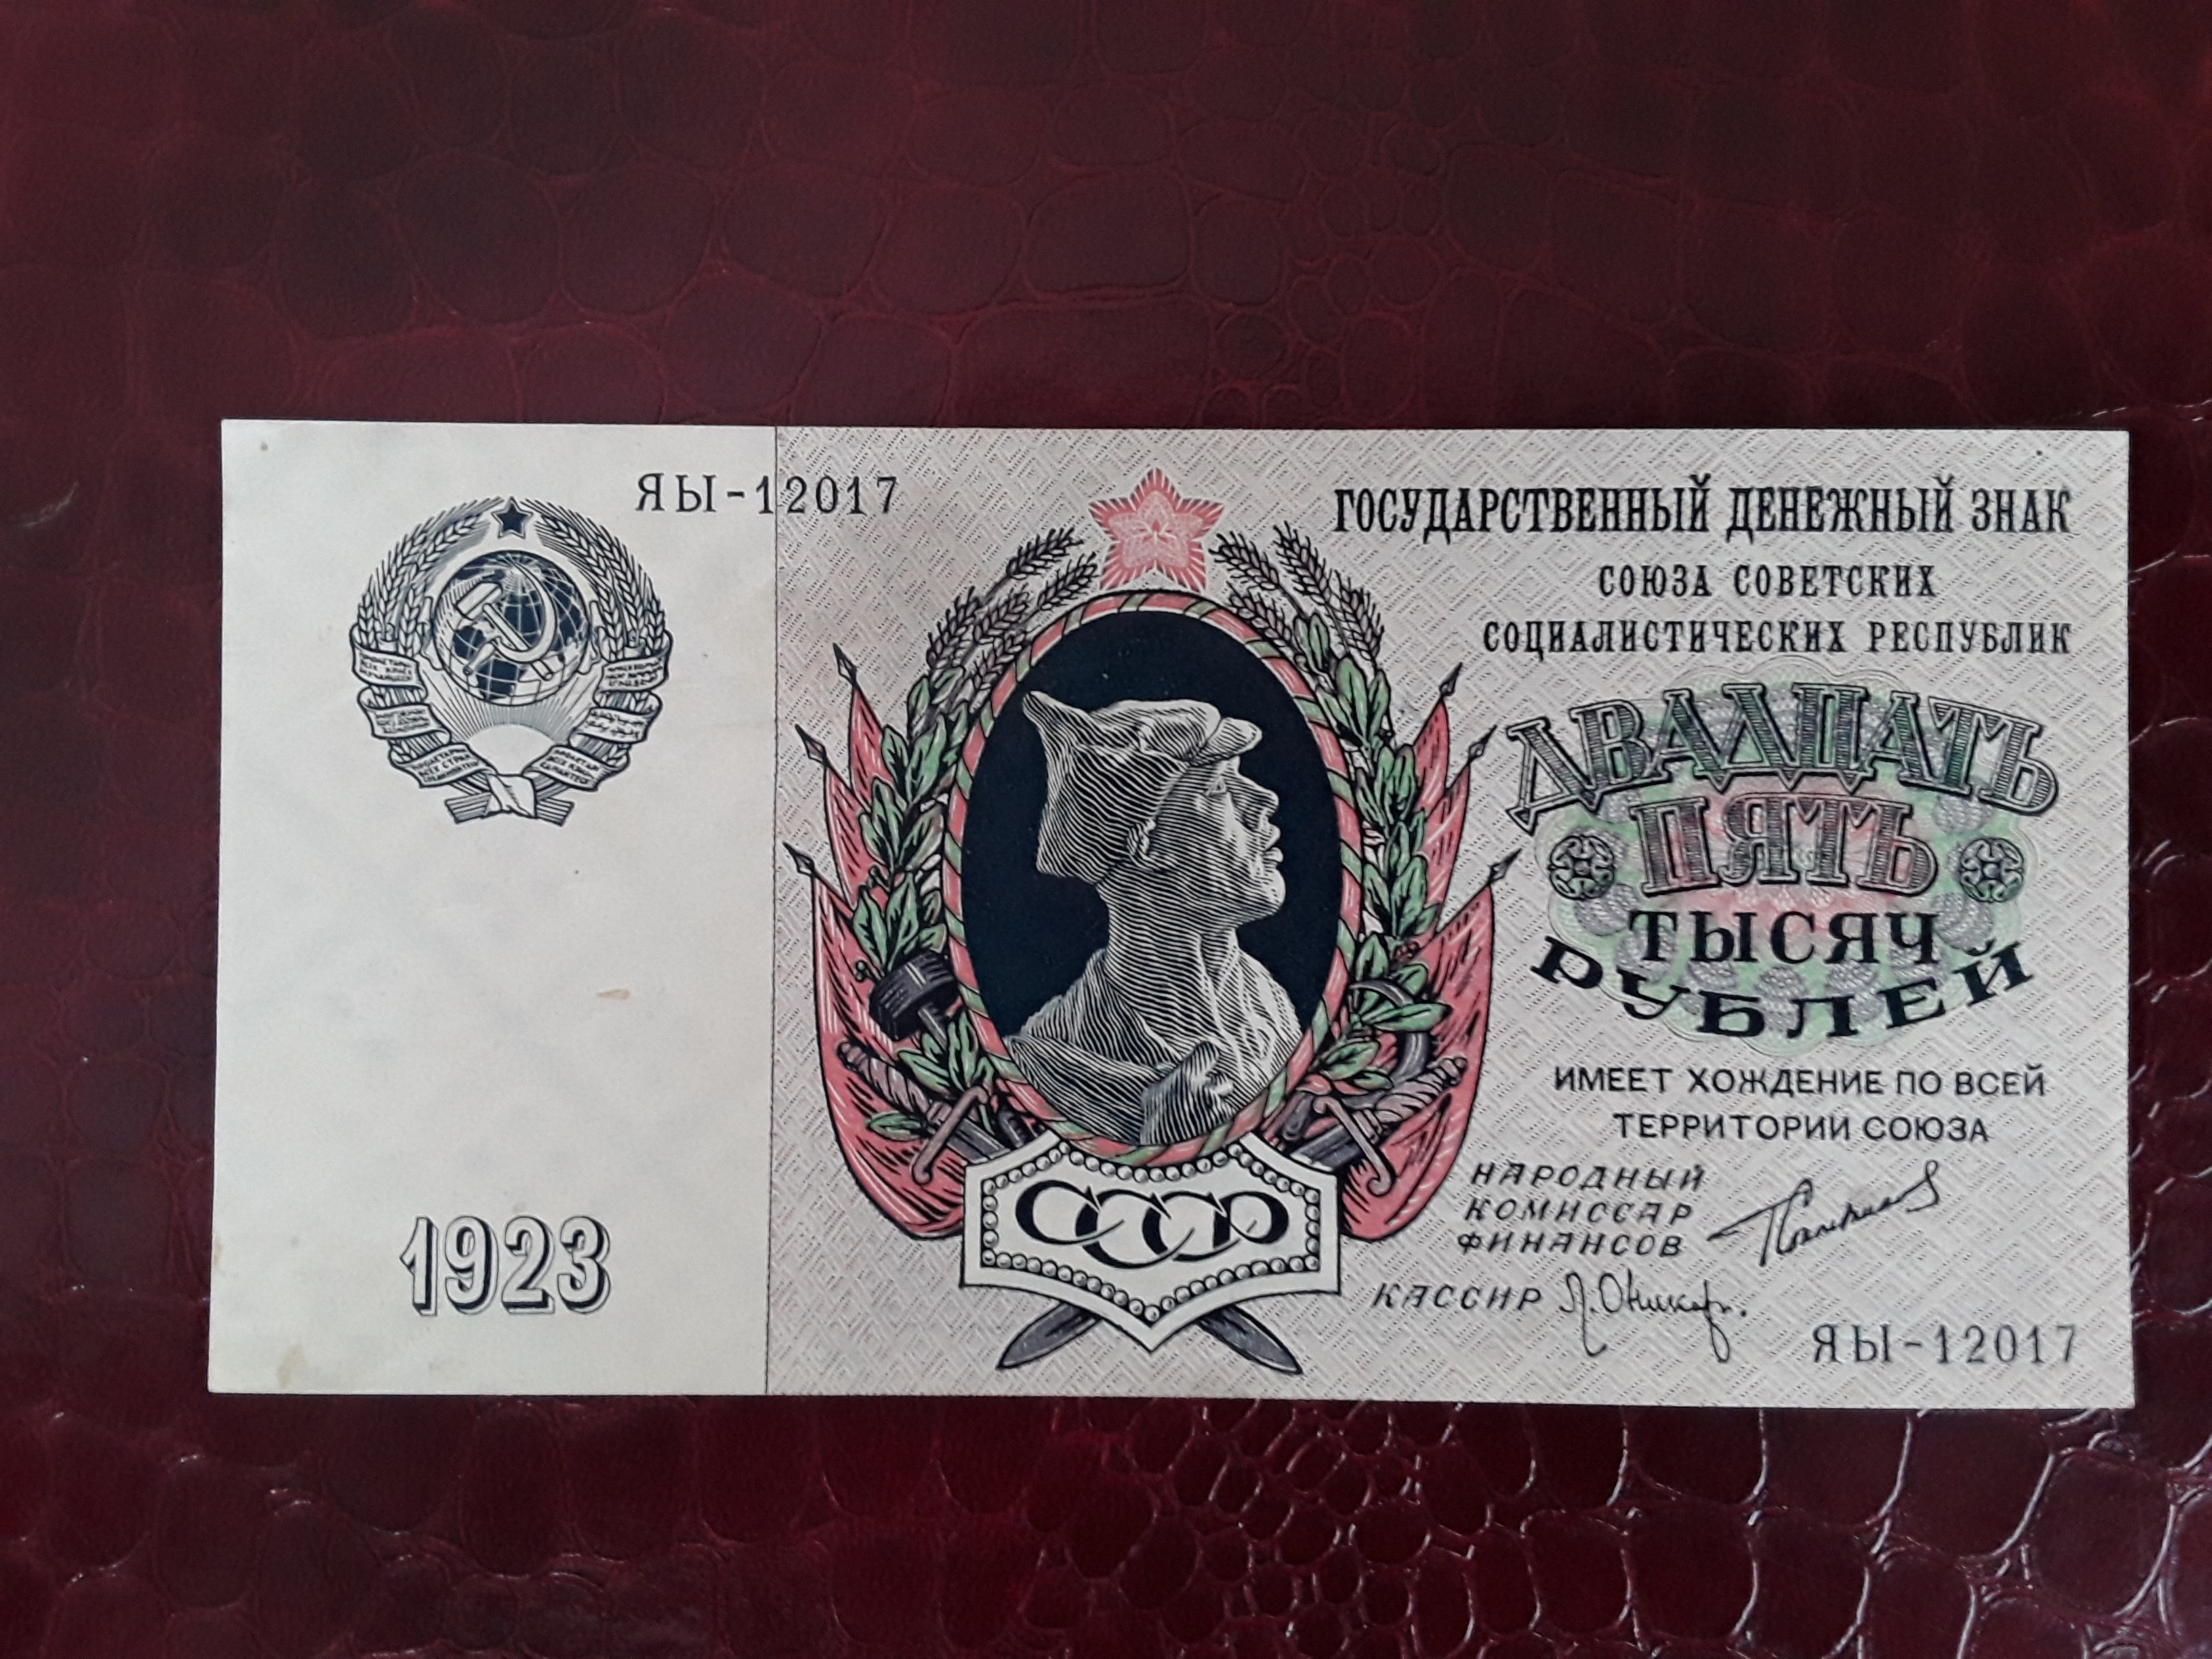 ЯЫ-12017
ГОСУДАРСТВЕННЫЙ ДЕНЕЖНЫЙ ЗНАК
СОЮЗА СОВЕТСКИХ
СОЦИАЛИСТИЧЕСКИХ РЕСПУБЛИК
ДВАДЦАТЬ
ПЯТЬ
ТЫСЯЧ
РУБЛЕЙ
ИМЕЕТ ХОЖДЕНИЕ ПО ВСЕЙ
ТЕРРИТОРИИ СОЮЗА
НАРОДНЫЙ
КОМИССАР
ФИНАНСОВ
КАССИР
ЯЫ-12017
СССР
1923